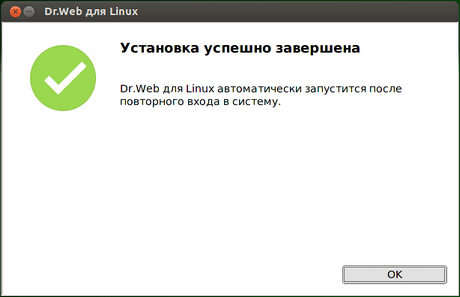 Dr.Web для Linux
Установка успешно завершена
Dr.Web для Linux автоматически запустится после
повторного входа в систему.
OK